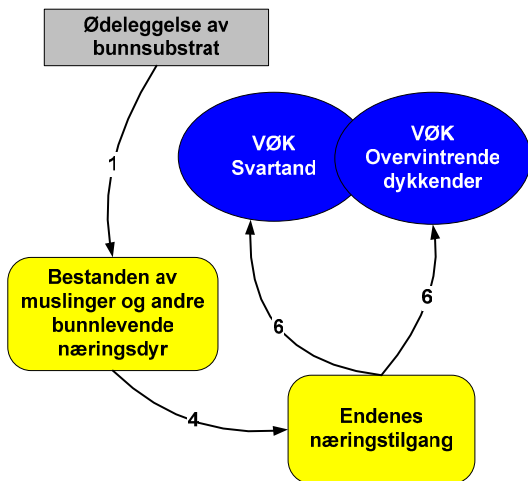 Ødeleggelse av
bunnsubstrat
1
VØK
Svartand
VØK
Overvintrende
dykkender
Bestanden av
muslinger og andre
bunnlevende
næringsdyr
6
6
4
Endenes
næringstilgang